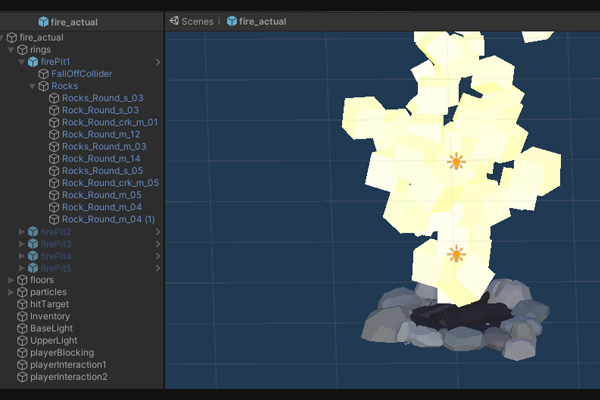 fire_actual
Scenes | fire_actual
fire_actual
rings
firePit1
FallOffCollider
Rocks
Rocks_Round_s_03
Rock_Round_s_03
Rock_Round_crk_m_01
Rock_Round_m_12
Rocks_Round_m_03
Rock_Round_m_14
Rocks_Round_s_05
Rock_Round_crk_m_05
Rock_Round_m_05
Rock_Round_m_04
Rock_Round_m_04 (1)
firePit2
firePit3
firePit4
firePit5
floors
particles
hitTarget
Inventory
BaseLight
UpperLight
playerBlocking
playerInteraction1
playerInteraction2